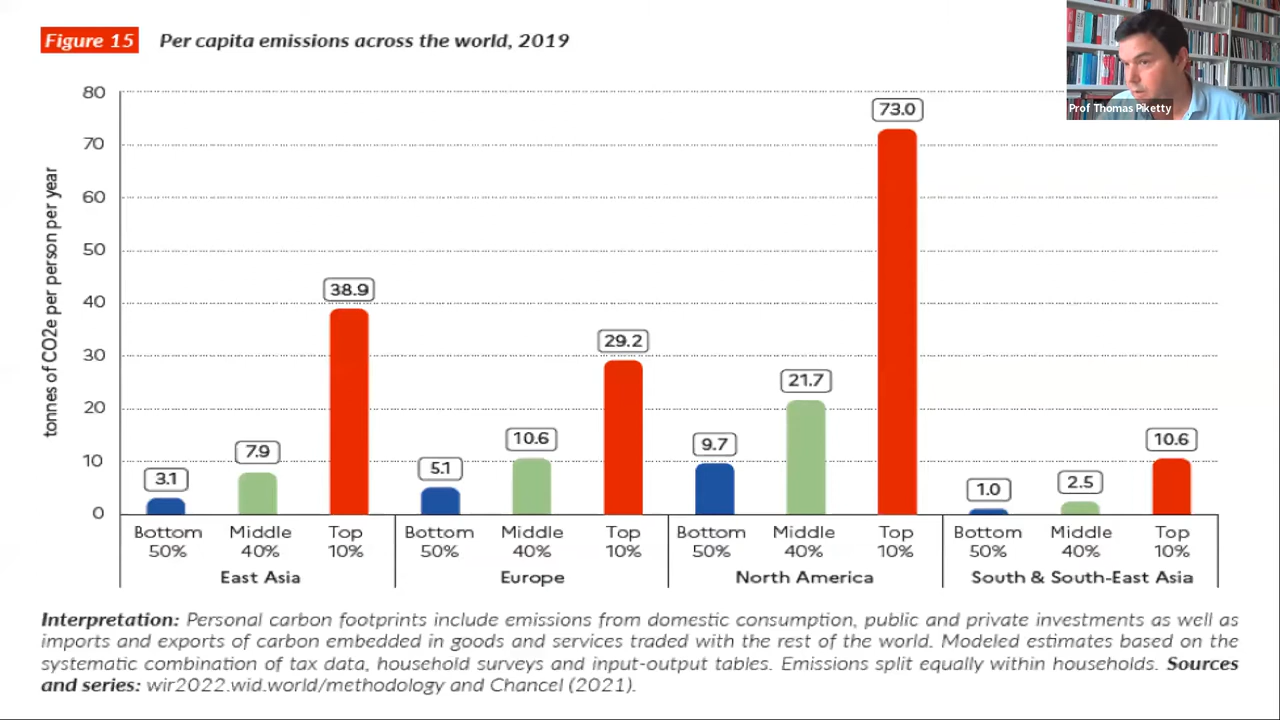 Figure 15 Per capita emissions across the world, 2019
Prof Thomas Piketty
tonnes of CO2e per person per year
80
70
60
50
40
30
20
10
0
3.1
7.9
38.9
5.1
10.6
29.2
9.7
21.7
73.0
1.0
2.5
10.6
Bottom 50%
Middle 40%
Top 10%
Bottom 50%
Middle 40%
Top 10%
Bottom 50%
Middle 40%
Top 10%
Bottom 50%
Middle 40%
Top 10%
East Asia
Europe
North America
South & South-East Asia
Interpretation: Personal carbon footprints include emissions from domestic consumption, public and private investments as well as
imports and exports of carbon embedded in goods and services traded with the rest of the world. Modeled estimates based on the
systematic combination of tax data, household surveys and input-output tables. Emissions split equally within households. Sources
and series: wir2022.wid.world/methodology and Chancel (2021).